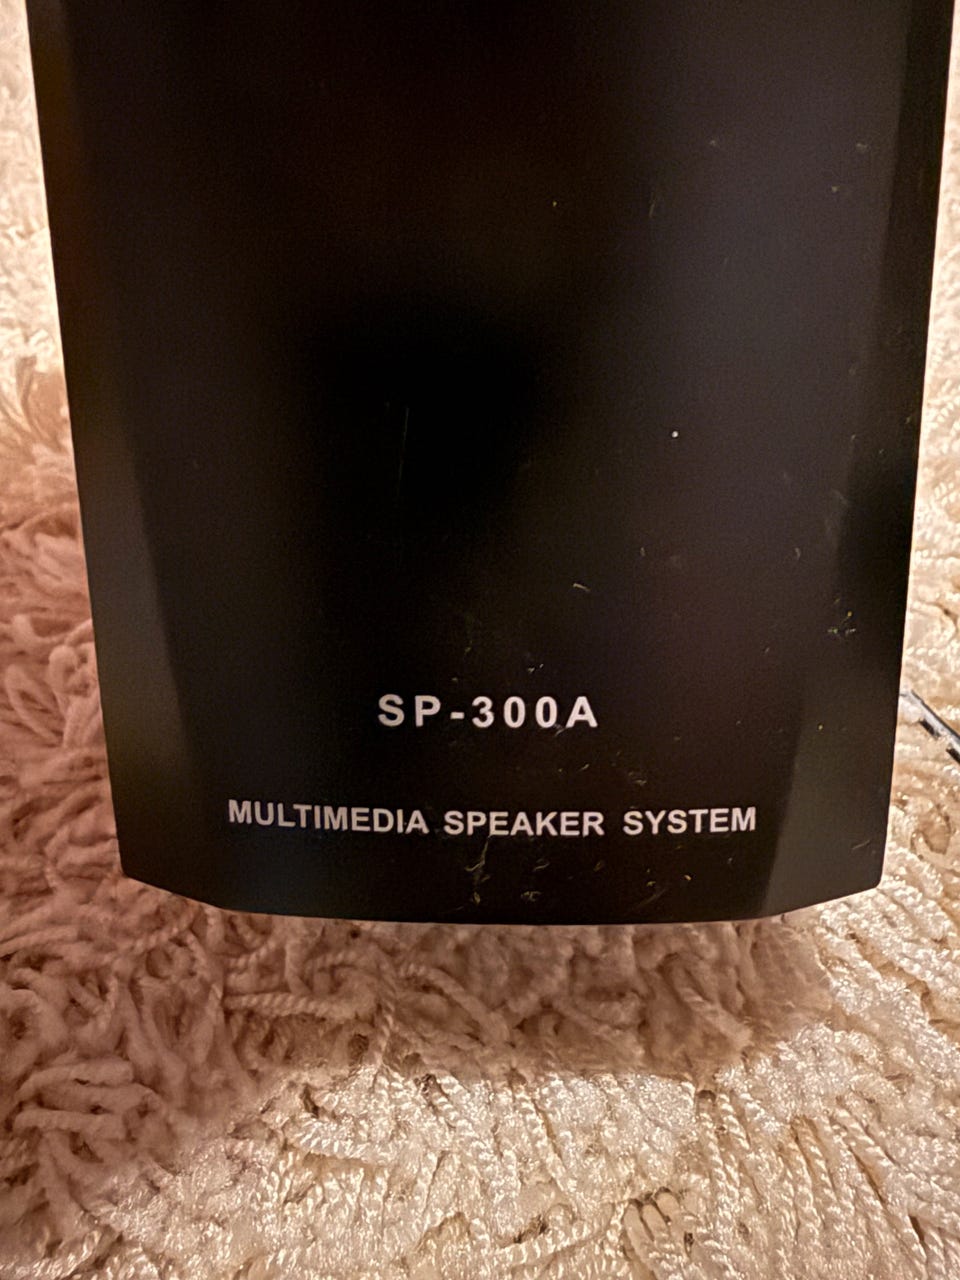 SP-300A
MULTIMEDIA SPEAKER SYSTEM